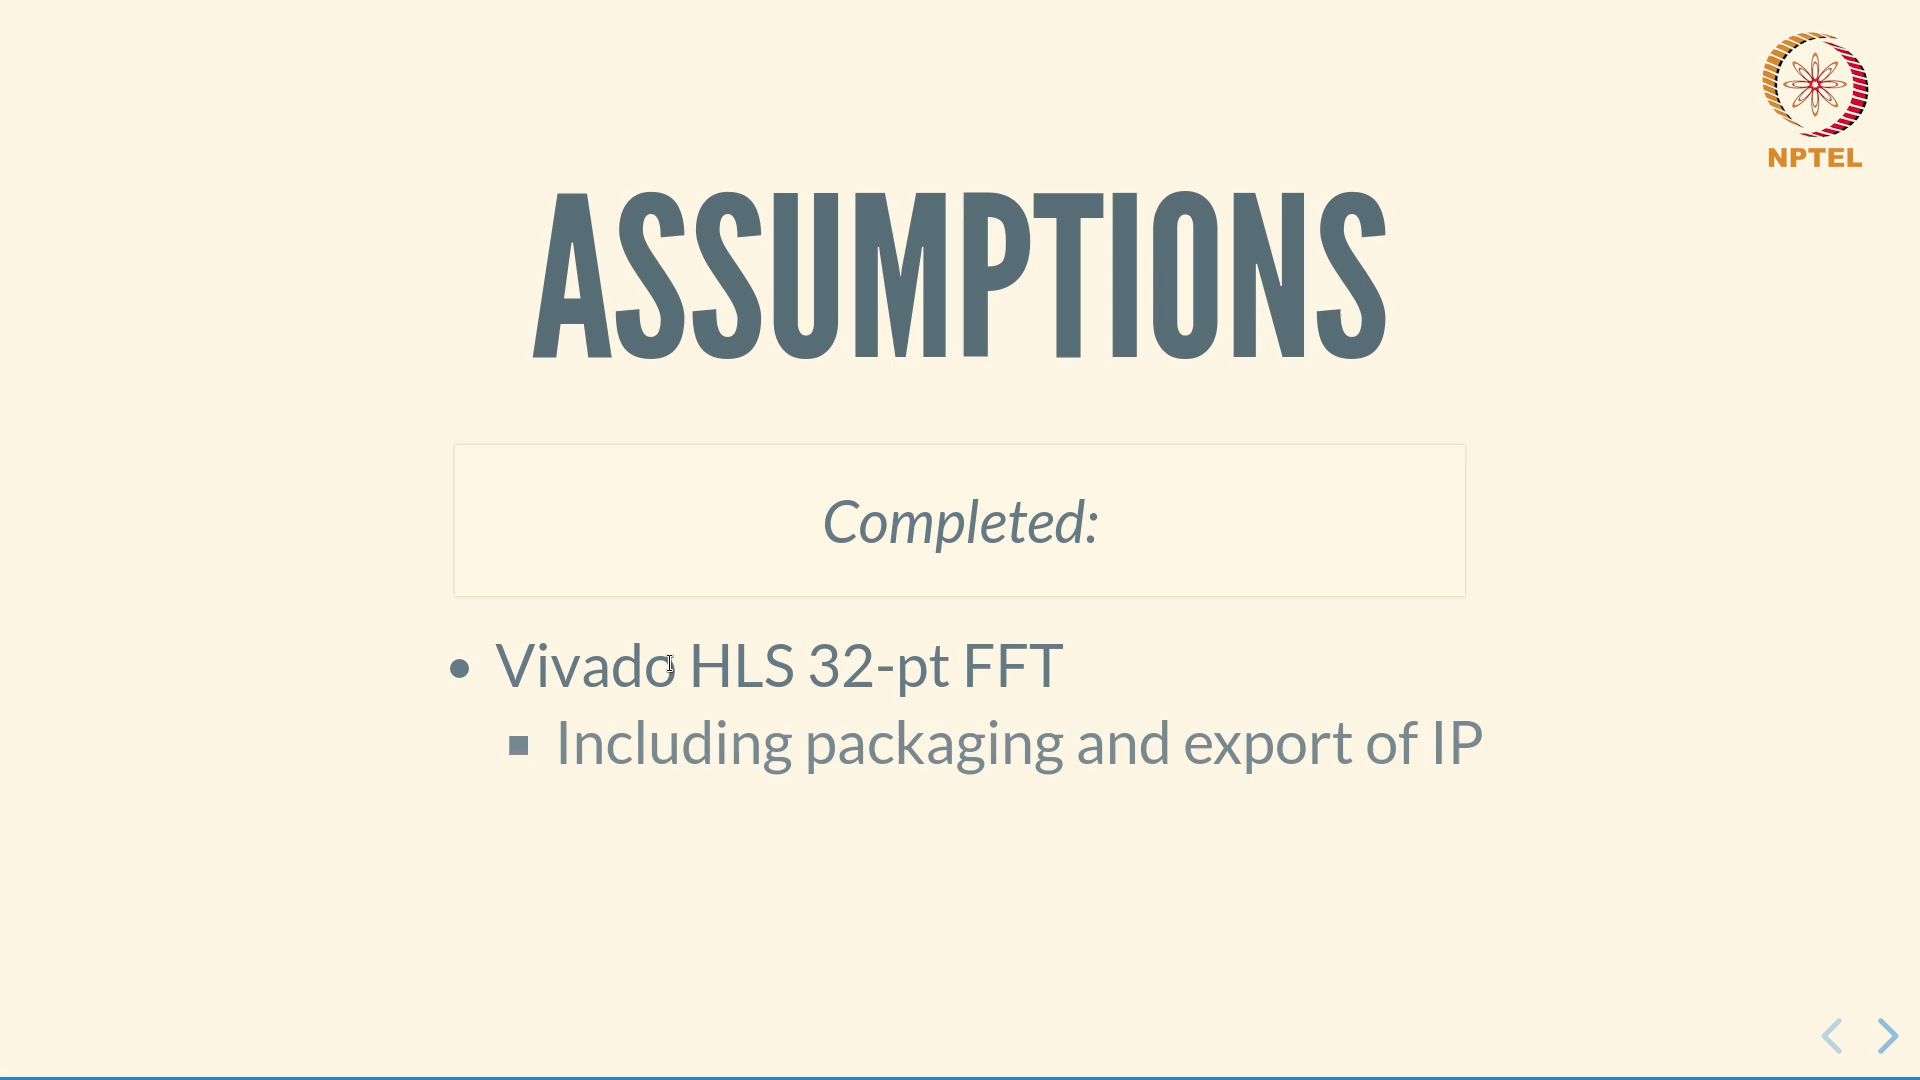 NPTEL
ASSUMPTIONS
Completed:
Vivado HLS 32-pt FFT
Including packaging and export of IP